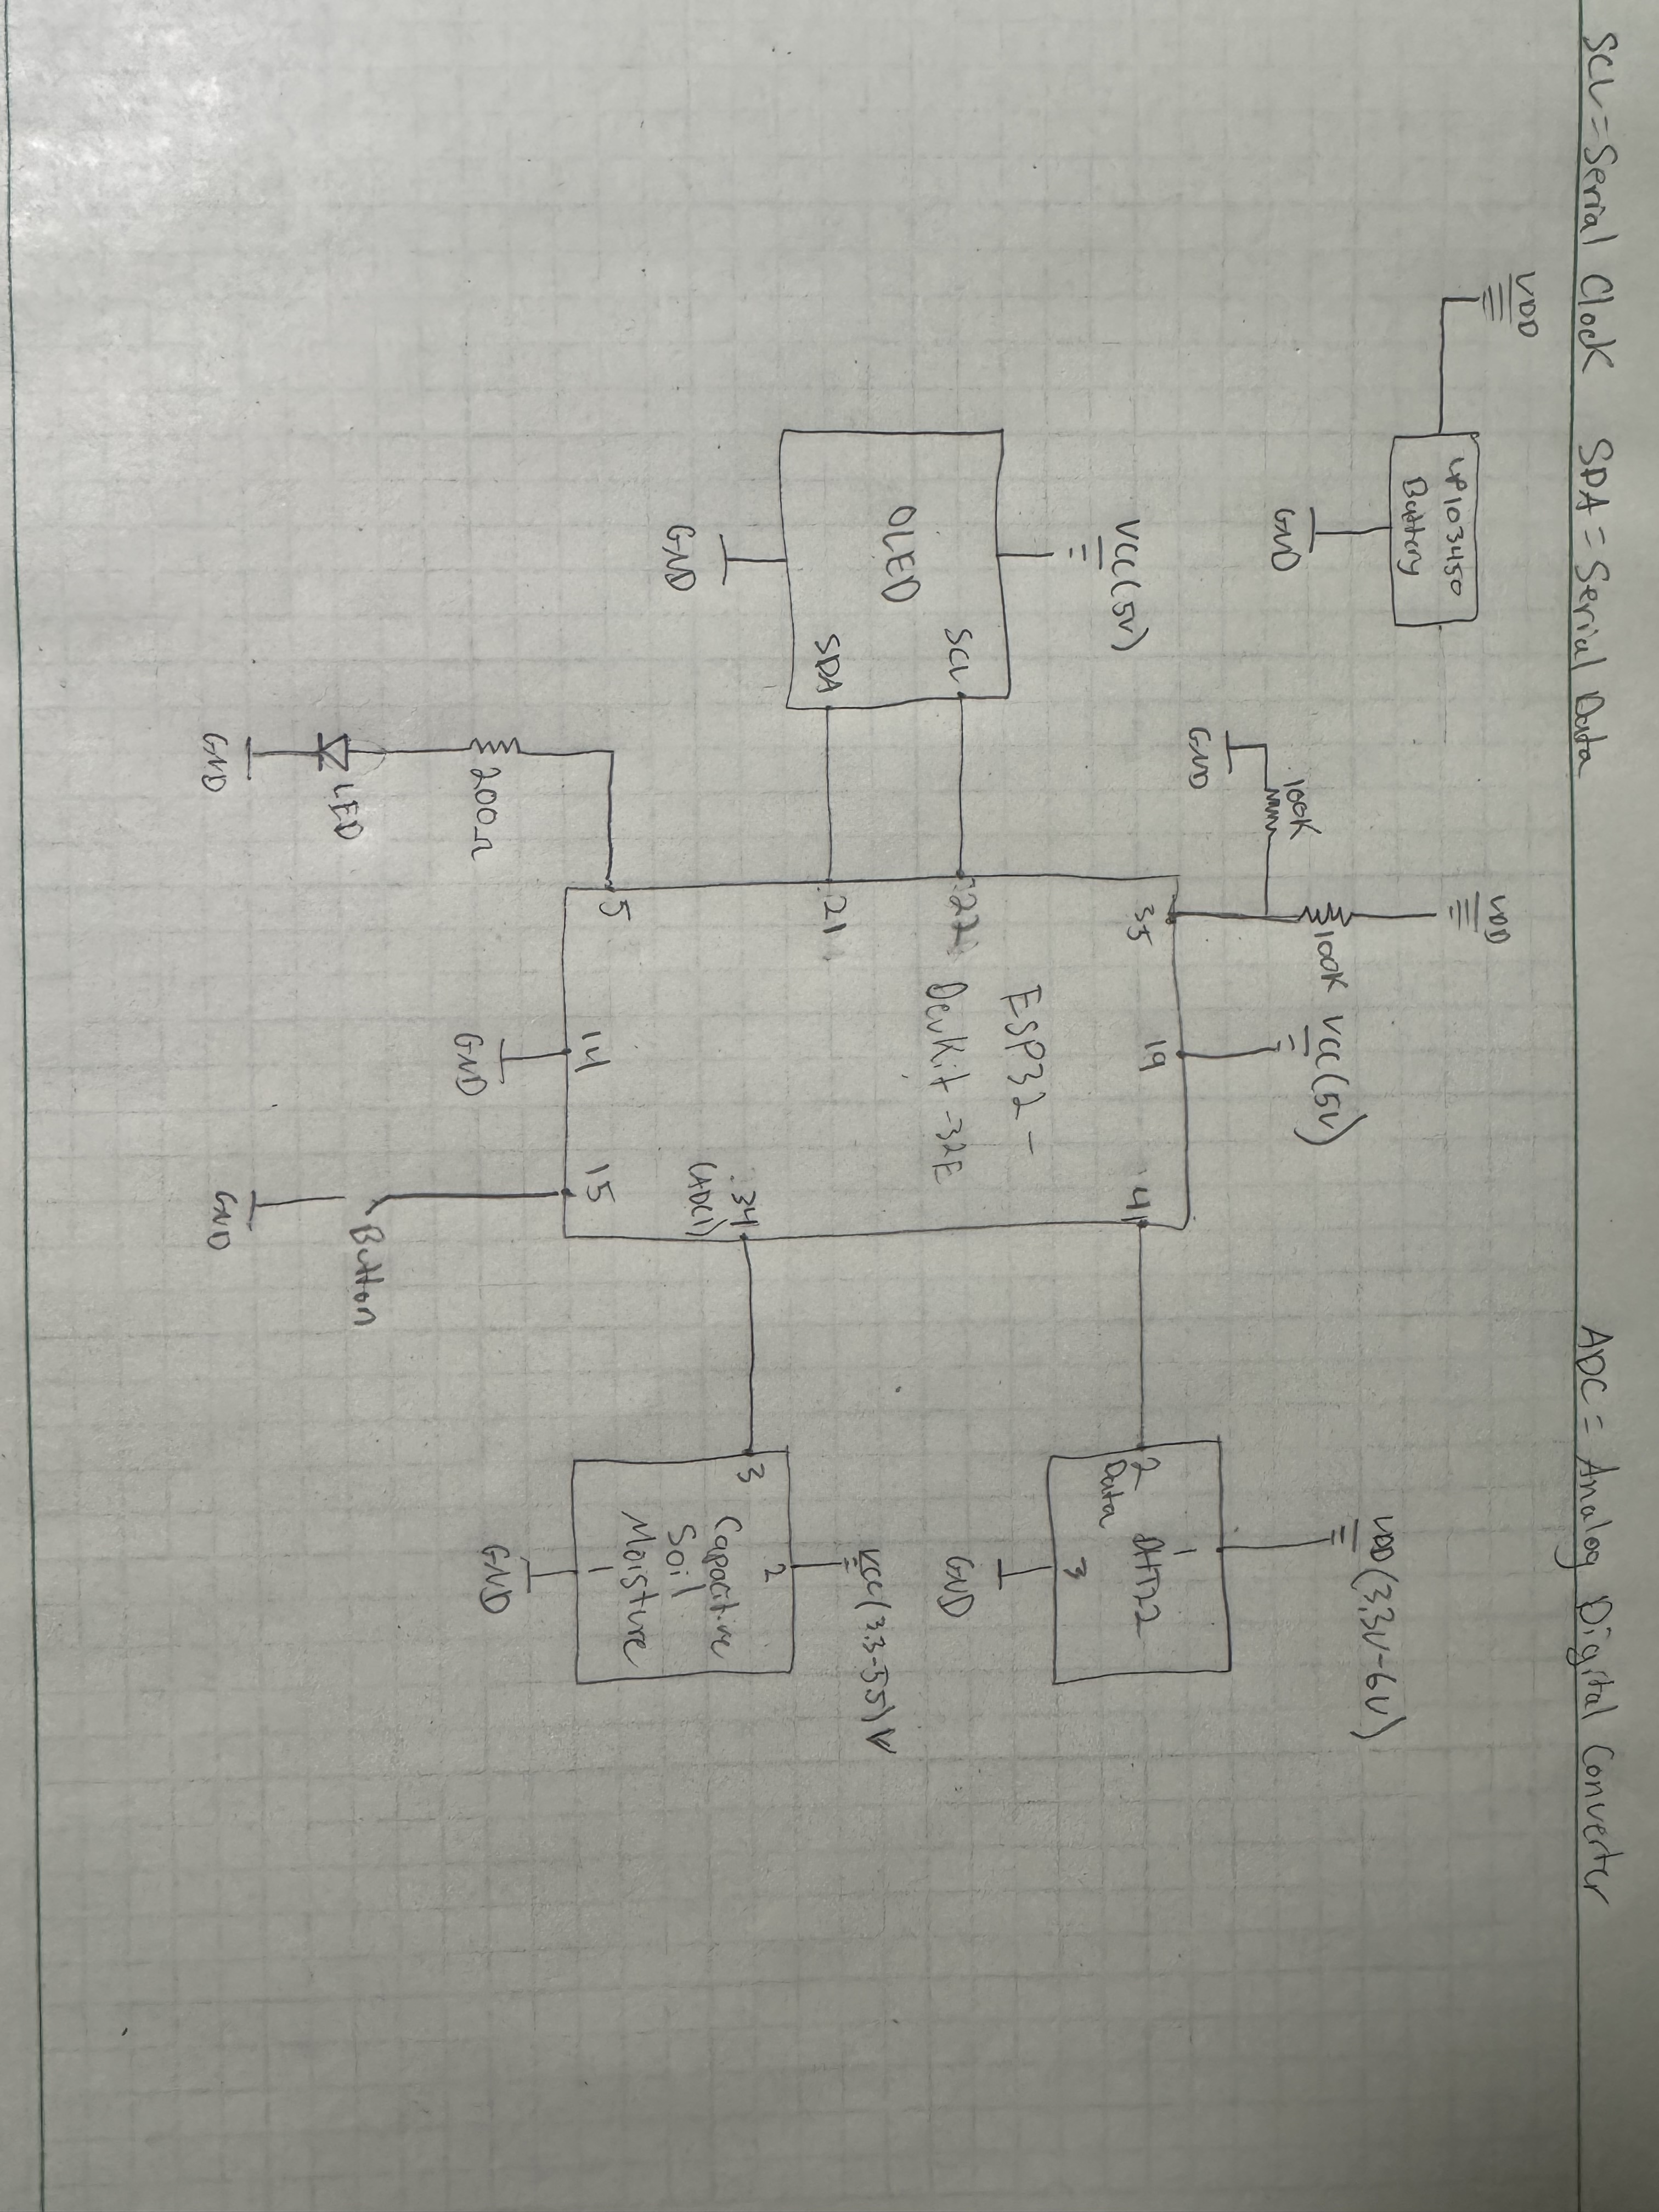 SCL = Serial Clock SDA = Serial Data ADC = Analog Digital Converter
VDD
LP103450
Battery
GND
VDD
100K
100K
GND
VCC (5V)
VDD (3.3V-6V)
1
DHT22
2
Data
3
GND
VCC (5V)
OLED
SCL
SDA
GND
35
19
4
22
21
ESP32 -
DevKit -32E
34
(ADC1)
5
14
15
VCC (3.3-5.5)V
2
3
Capacitive
Soil
Moisture
1
GND
200Ω
LED
GND
GND
Button
GND